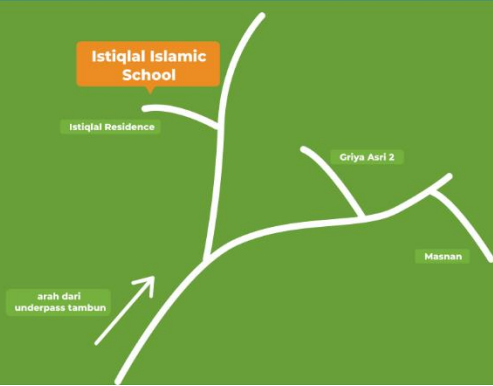 Istiqlal Islamic
School
Istiqlal Residence
Griya Asri 2
Masnan
arah dari
underpass tambun